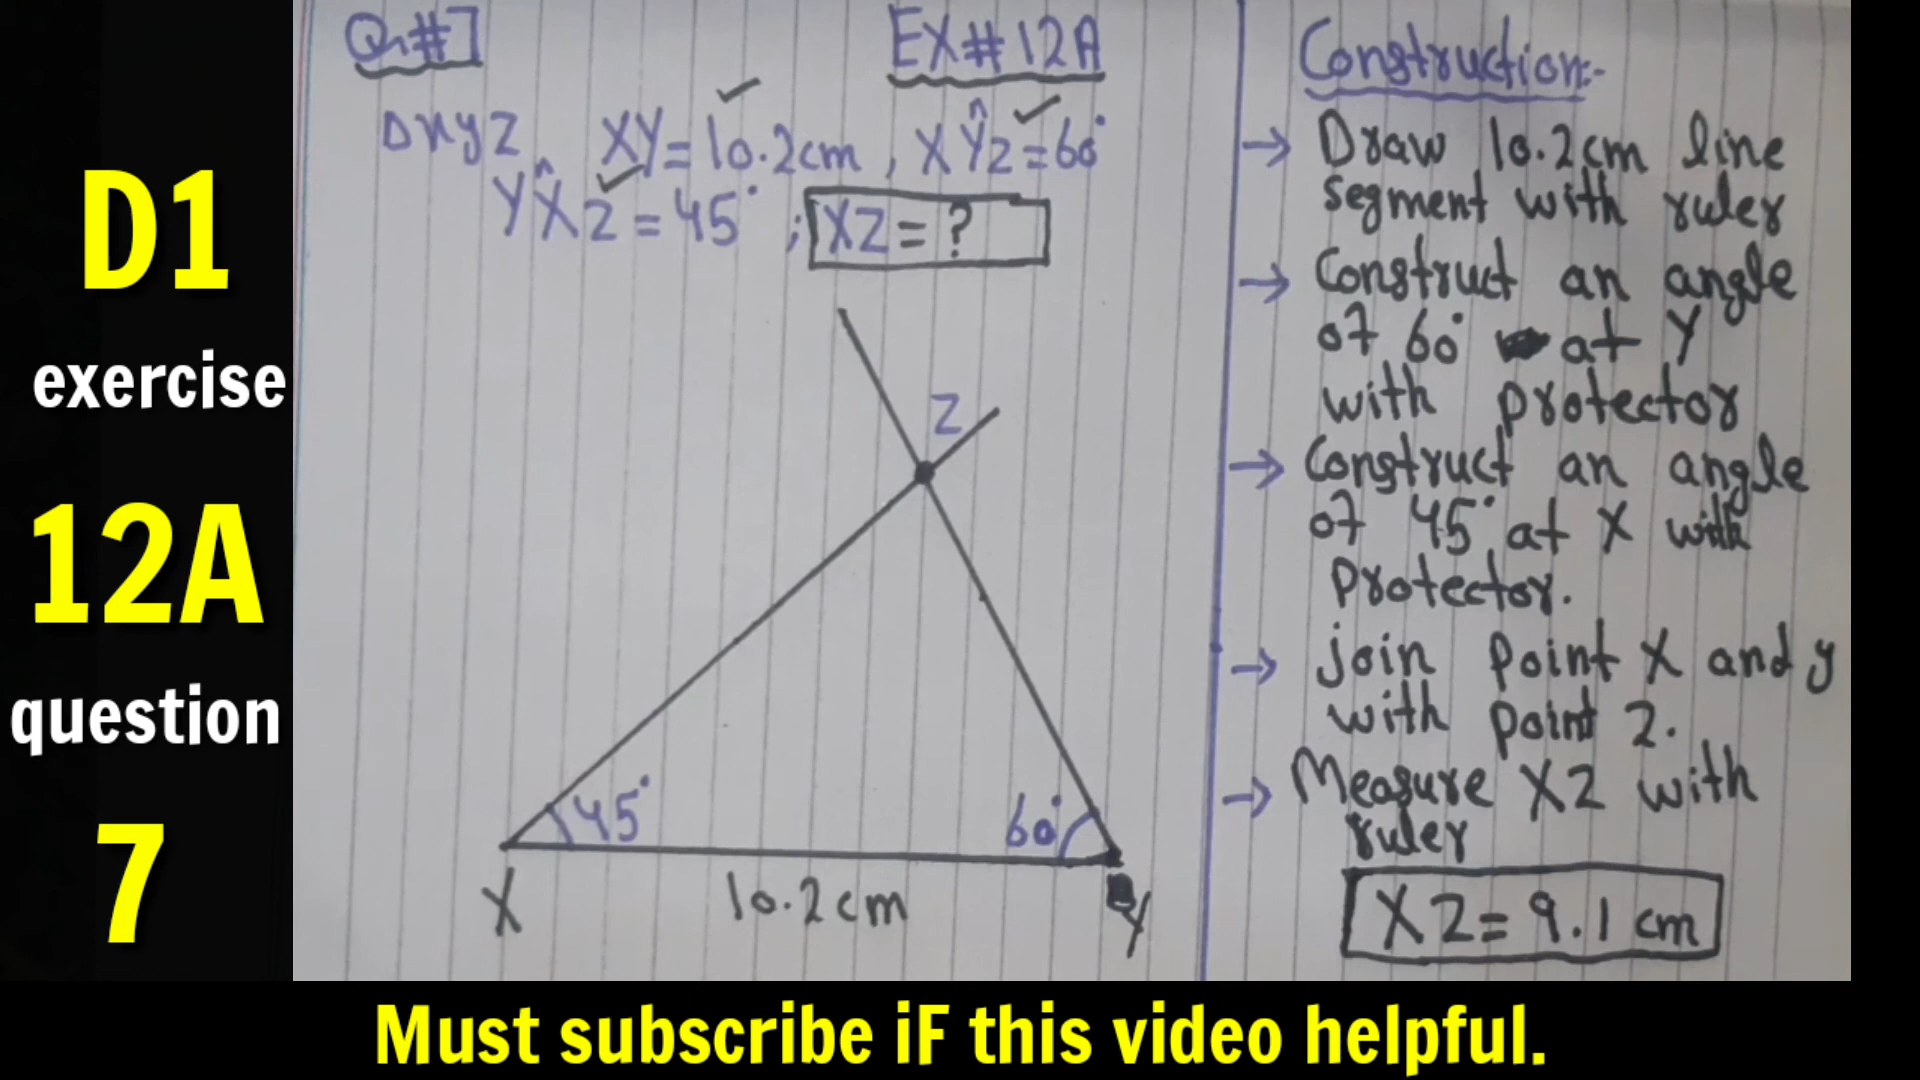 D1
exercise
12A
question
7
Qn#7
EX#12A
Δxyz XY=10.2cm, XŶZ=60°
YX̂Z=45° ; XZ=?
Z
45°
60°
X
10.2cm
Y
Construction:-
→ Draw 10.2cm line
segment with ruler
→ Construct an angle
of 60° at Y
with protector
→ Construct an angle
of 45° at X with
Protector.
→ join point X and y
with point Z.
→ Measure XZ with
ruler
XZ= 9.1 cm
Must subscribe iF this video helpful.